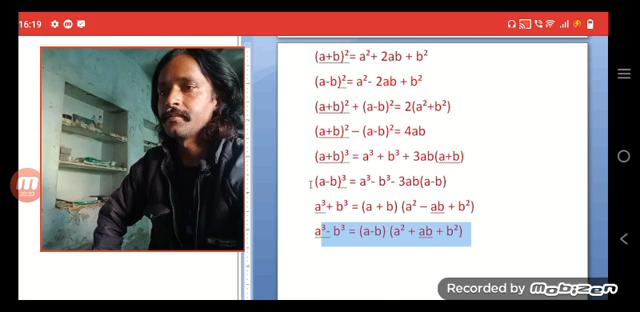 16:19
(a+b)²= a²+ 2ab + b²
(a-b)²= a²- 2ab + b²
(a+b)² + (a-b)²= 2(a²+b²)
(a+b)² – (a-b)²= 4ab
(a+b)³ = a³ + b³ + 3ab(a+b)
(a-b)³ = a³- b³- 3ab(a-b)
a³+ b³ = (a + b) (a² – ab + b²)
a³- b³ = (a-b) (a² + ab + b²)
Recorded by Mobizen